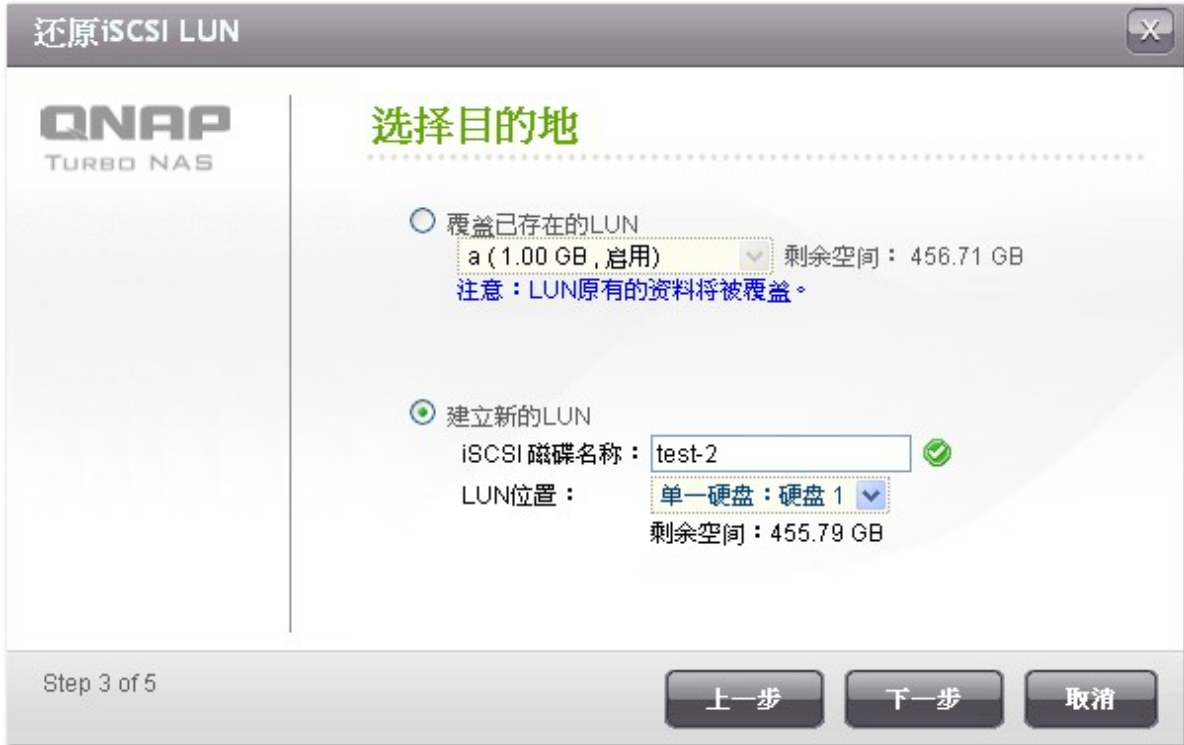 还原iSCSI LUN
X
QNAP
TURBO NAS
选择目的地
覆盖已存在的LUN
a ( 1.00 GB , 启用) 剩余空间： 456.71 GB
注意：LUN原有的资料将被覆盖。
建立新的LUN
iSCSI 磁碟名称： test-2
LUN位置： 单一硬盘：硬盘 1
剩余空间：455.79 GB
Step 3 of 5
上一步 下一步 取消